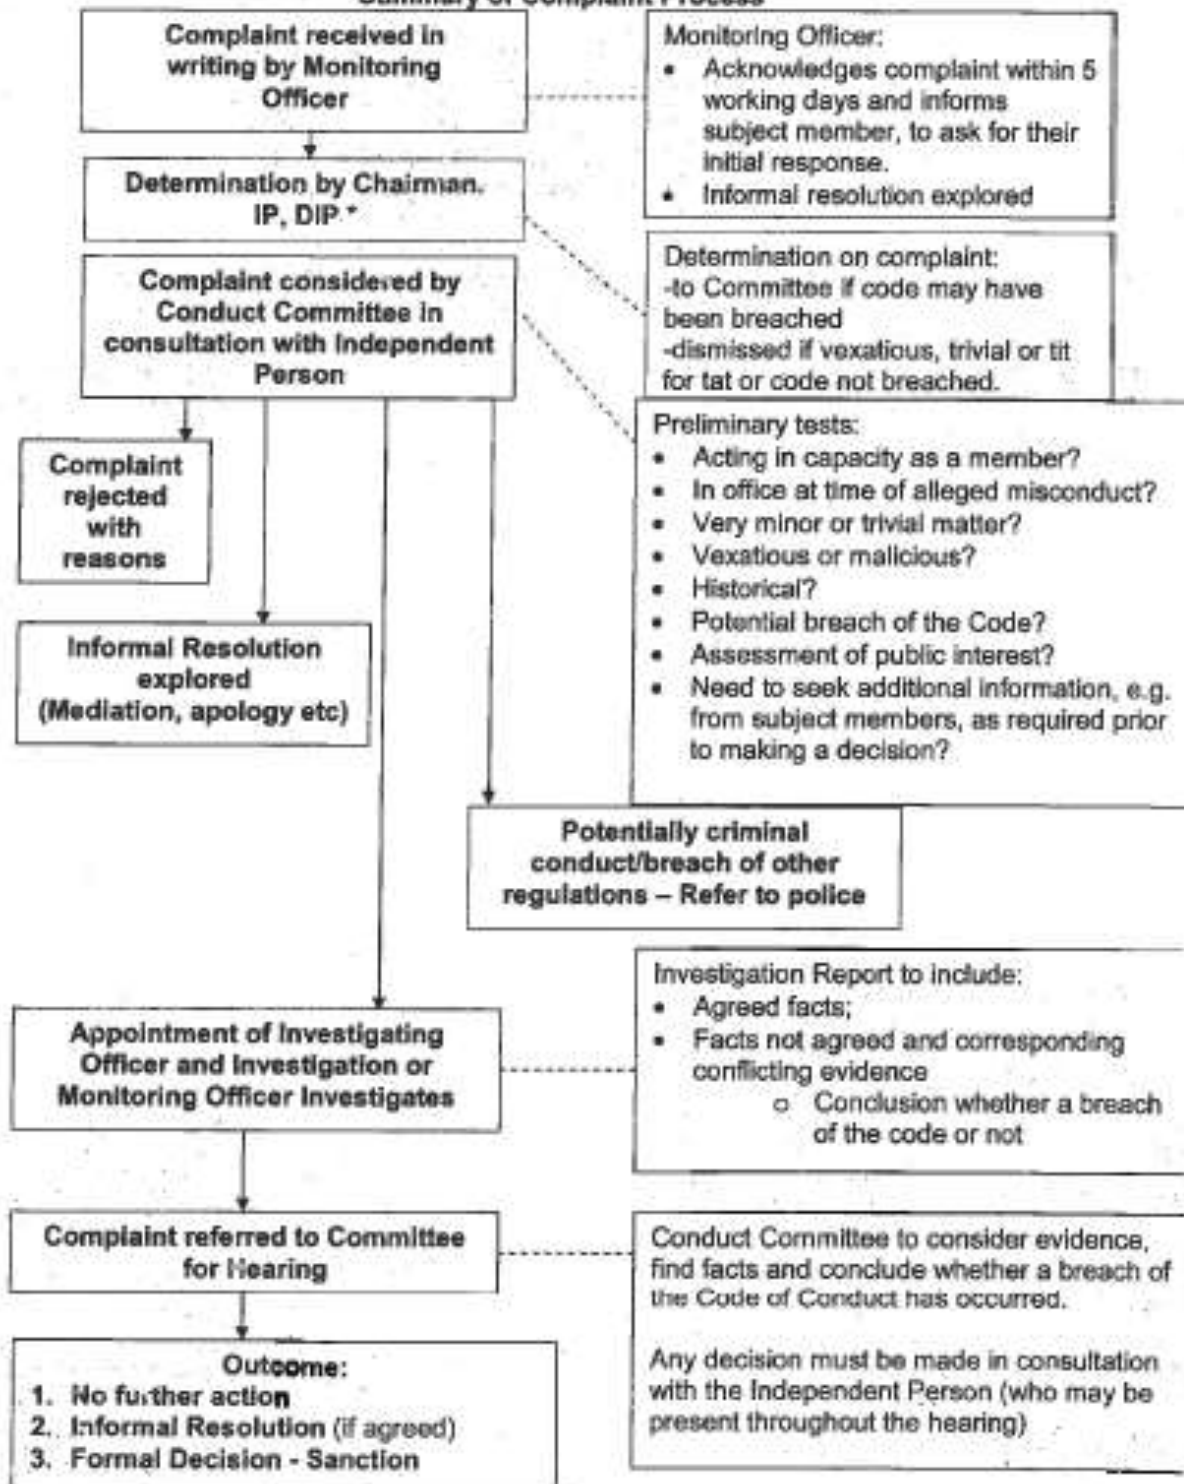 Summary of Complaint Process
Complaint received in
writing by Monitoring
Officer
Monitoring Officer:
• Acknowledges complaint within 5
working days and informs
subject member, to ask for their
initial response.
• Informal resolution explored
Determination by Chairman,
IP, DIP *
Determination on complaint:
-to Committee if code may have
been breached
-dismissed if vexatious, trivial or tit
for tat or code not breached.
Complaint considered by
Conduct Committee in
consultation with Independent
Person
Preliminary tests:
• Acting in capacity as a member?
• In office at time of alleged misconduct?
• Very minor or trivial matter?
• Vexatious or malicious?
• Historical?
• Potential breach of the Code?
• Assessment of public interest?
• Need to seek additional information, e.g.
from subject members, as required prior
to making a decision?
Complaint
rejected
with
reasons
Informal Resolution
explored
(Mediation, apology etc)
Potentially criminal
conduct/breach of other
regulations – Refer to police
Appointment of Investigating
Officer and Investigation or
Monitoring Officer Investigates
Investigation Report to include:
• Agreed facts;
• Facts not agreed and corresponding
conflicting evidence
o Conclusion whether a breach
of the code or not
Complaint referred to Committee
for Hearing
Conduct Committee to consider evidence,
find facts and conclude whether a breach of
the Code of Conduct has occurred.
Any decision must be made in consultation
with the Independent Person (who may be
present throughout the hearing)
Outcome:
1. No further action
2. Informal Resolution (if agreed)
3. Formal Decision - Sanction